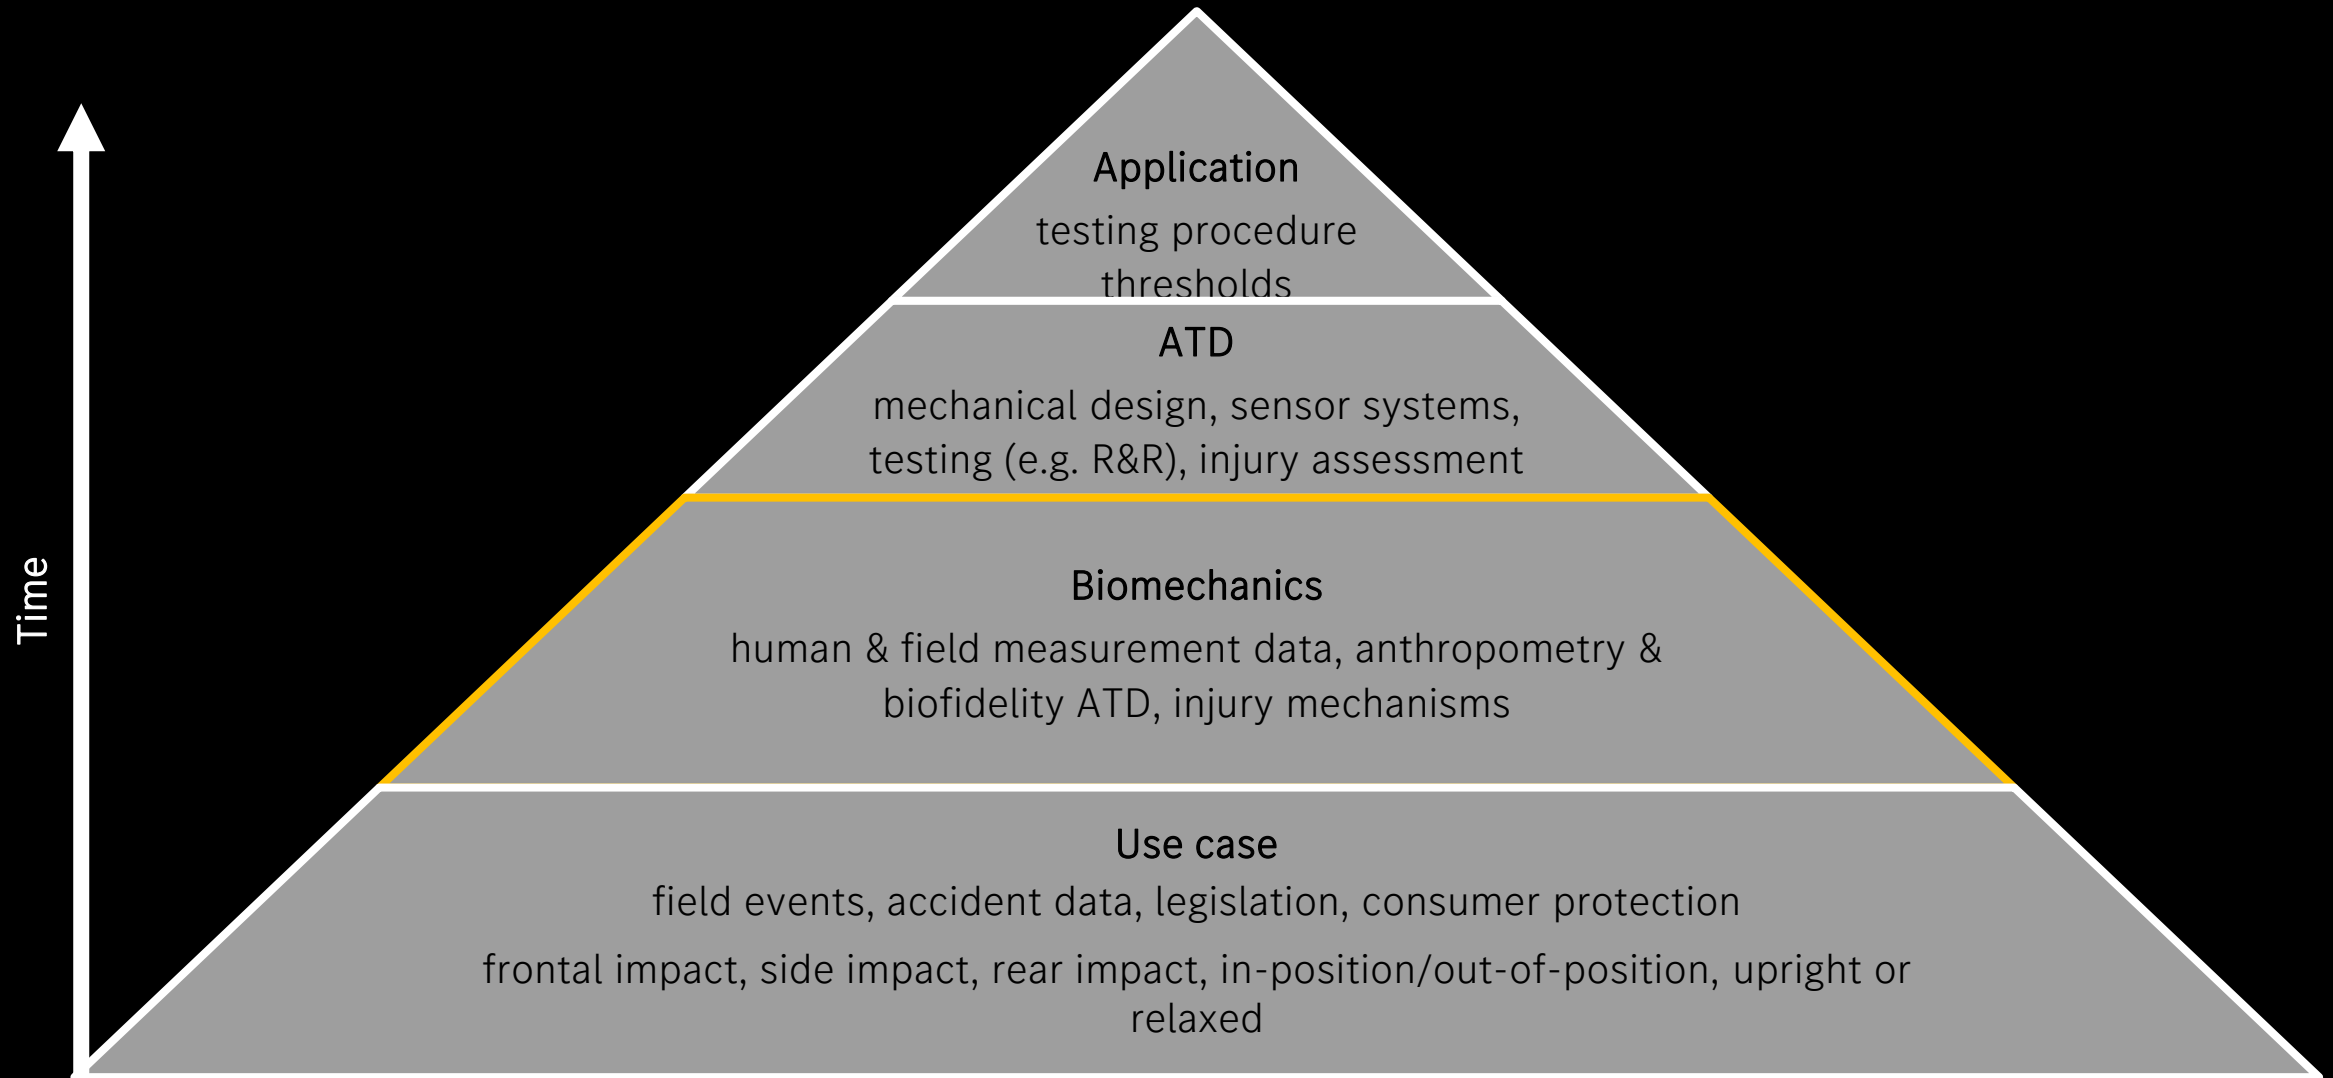 Application
testing procedure
thresholds
ATD
mechanical design, sensor systems,
testing (e.g. R&R), injury assessment
Time
Biomechanics
human & field measurement data, anthropometry &
biofidelity ATD, injury mechanisms
Use case
field events, accident data, legislation, consumer protection
frontal impact, side impact, rear impact, in-position/out-of-position, upright or
relaxed